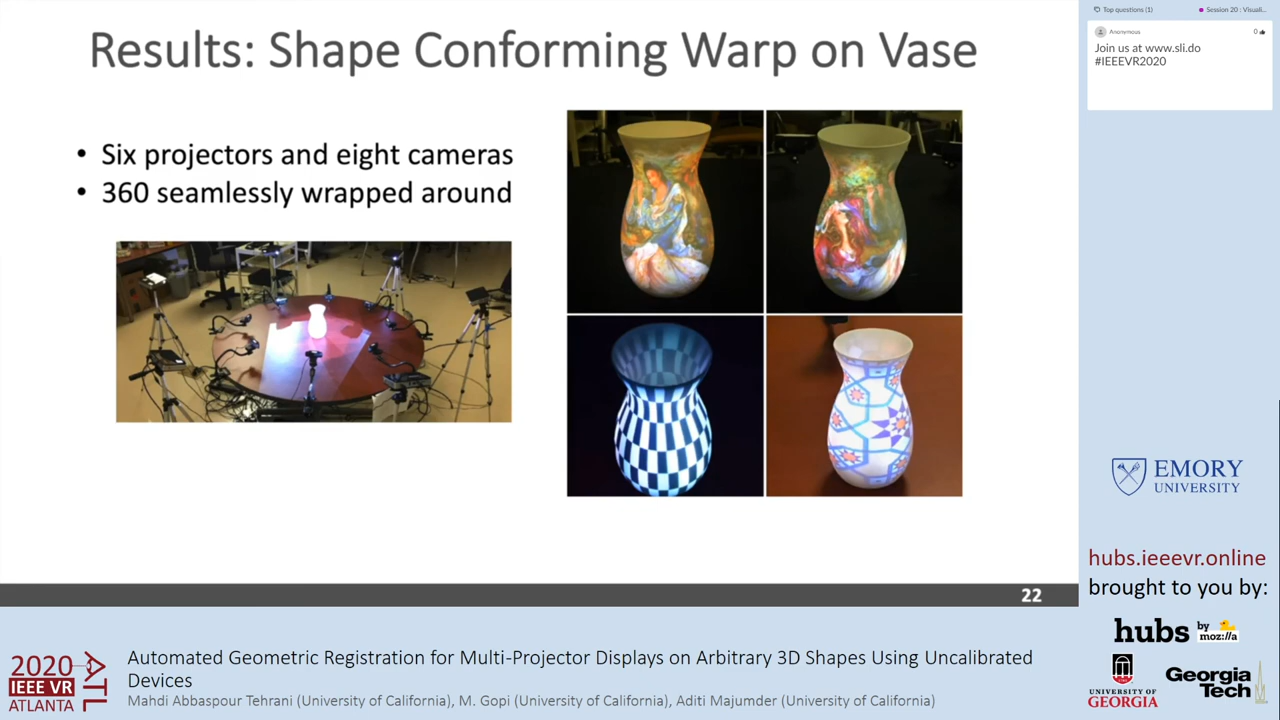 Results: Shape Conforming Warp on Vase
• Six projectors and eight cameras
• 360 seamlessly wrapped around
22
Top questions (1)
Session 20 : Visuali...
Anonymous
0
Join us at www.sli.do
#IEEEVR2020
EMORY
UNIVERSITY
hubs.ieeevr.online
brought to you by:
hubs by
moz://a
UNIVERSITY OF
GEORGIA
Georgia
Tech
2020
IEEE VR
ATLANTA
ATL
Automated Geometric Registration for Multi-Projector Displays on Arbitrary 3D Shapes Using Uncalibrated
Devices
Mahdi Abbaspour Tehrani (University of California), M. Gopi (University of California), Aditi Majumder (University of California)